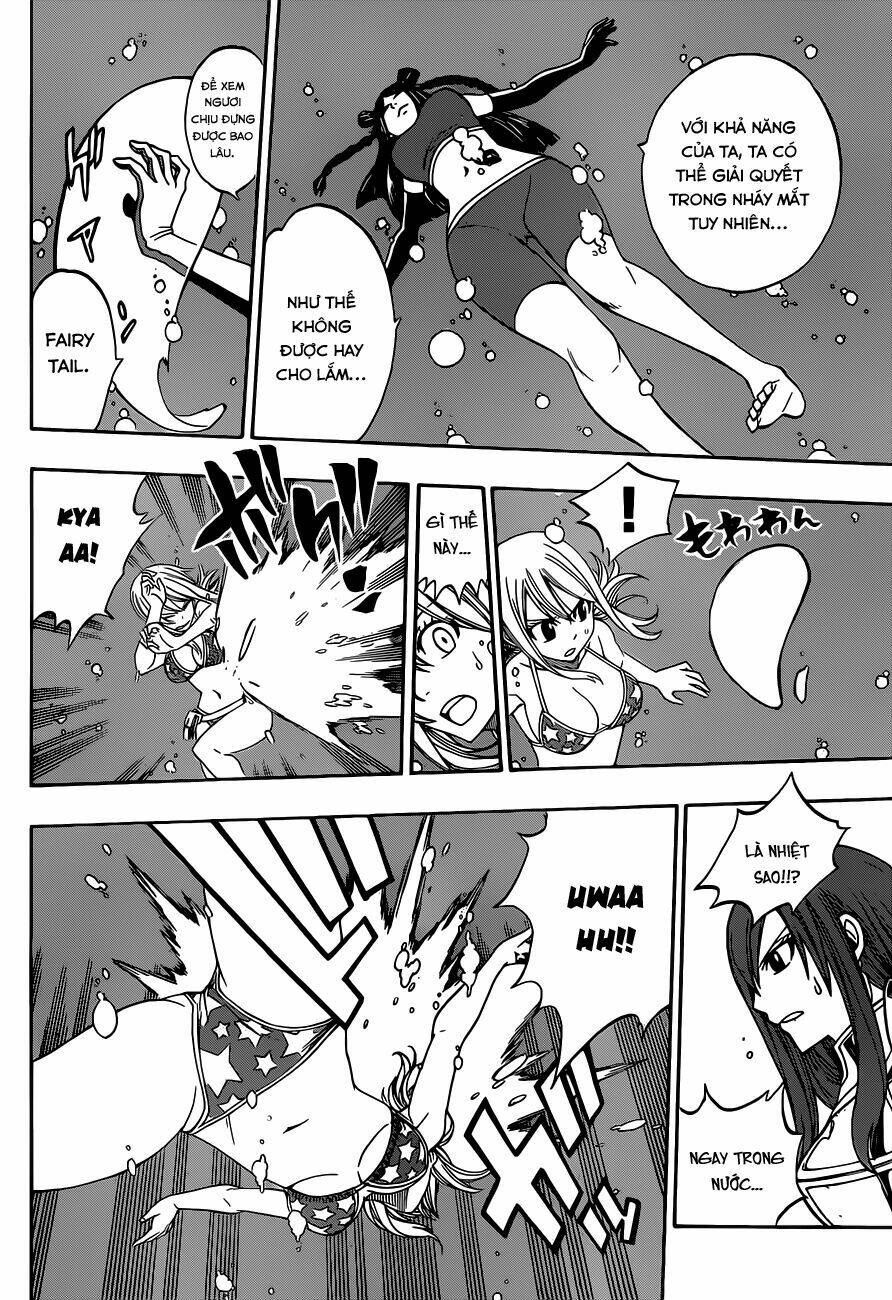 VỚI KHẢ NĂNG
CỦA TA, TA CÓ
THỂ GIẢI QUYẾT
TRONG NHÁY MẮT
TUY NHIÊN...
NHƯ THẾ
KHÔNG
ĐƯỢC HAY
CHO LẮM...
ĐỂ XEM
NGƯƠI
CHỊU ĐỰNG
ĐƯỢC BAO
LÂU.
FAIRY
TAIL.
KYA
AA!
GÌ THẾ
NÀY...
!
もわわん
UWAA
HH!!
LÀ NHIỆT
SAO!!?
NGAY TRONG
NƯỚC...